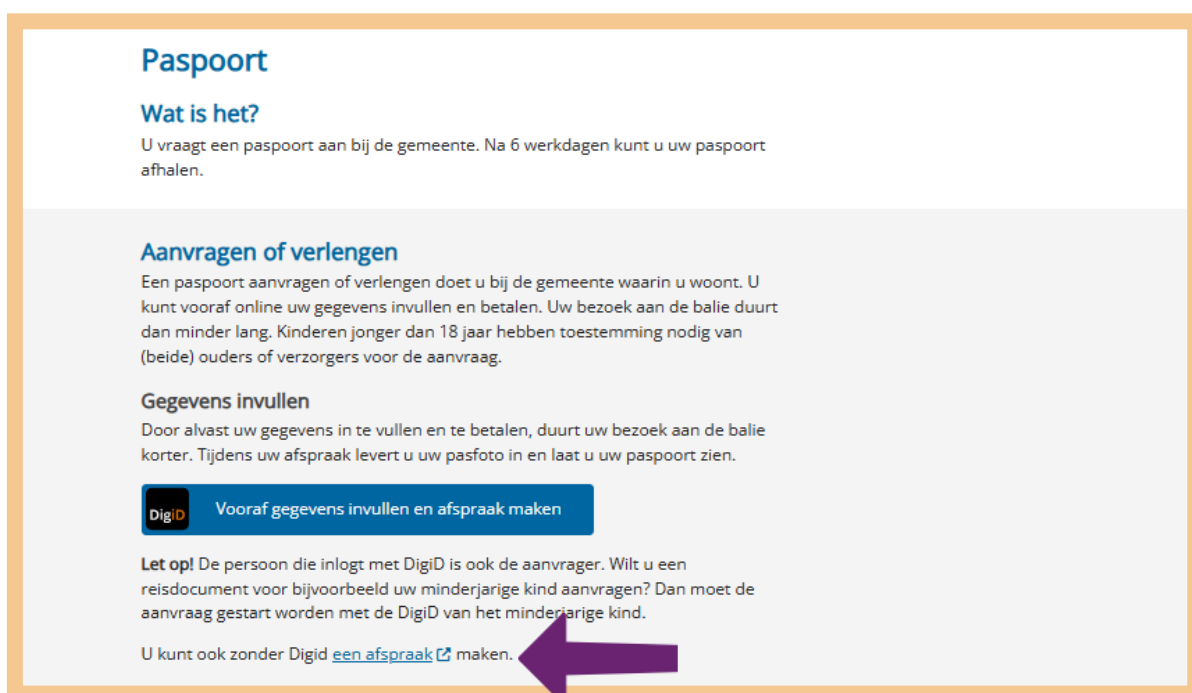 Paspoort
Wat is het?
U vraagt een paspoort aan bij de gemeente. Na 6 werkdagen kunt u uw paspoort
afhalen.
Aanvragen of verlengen
Een paspoort aanvragen of verlengen doet u bij de gemeente waarin u woont. U
kunt vooraf online uw gegevens invullen en betalen. Uw bezoek aan de balie duurt
dan minder lang. Kinderen jonger dan 18 jaar hebben toestemming nodig van
(beide) ouders of verzorgers voor de aanvraag.
Gegevens invullen
Door alvast uw gegevens in te vullen en te betalen, duurt uw bezoek aan de balie
korter. Tijdens uw afspraak levert u uw pasfoto in en laat u uw paspoort zien.
DigiD Vooraf gegevens invullen en afspraak maken
Let op! De persoon die inlogt met DigiD is ook de aanvrager. Wilt u een
reisdocument voor bijvoorbeeld uw minderjarige kind aanvragen? Dan moet de
aanvraag gestart worden met de DigiD van het minderjarige kind.
U kunt ook zonder Digid een afspraak maken.